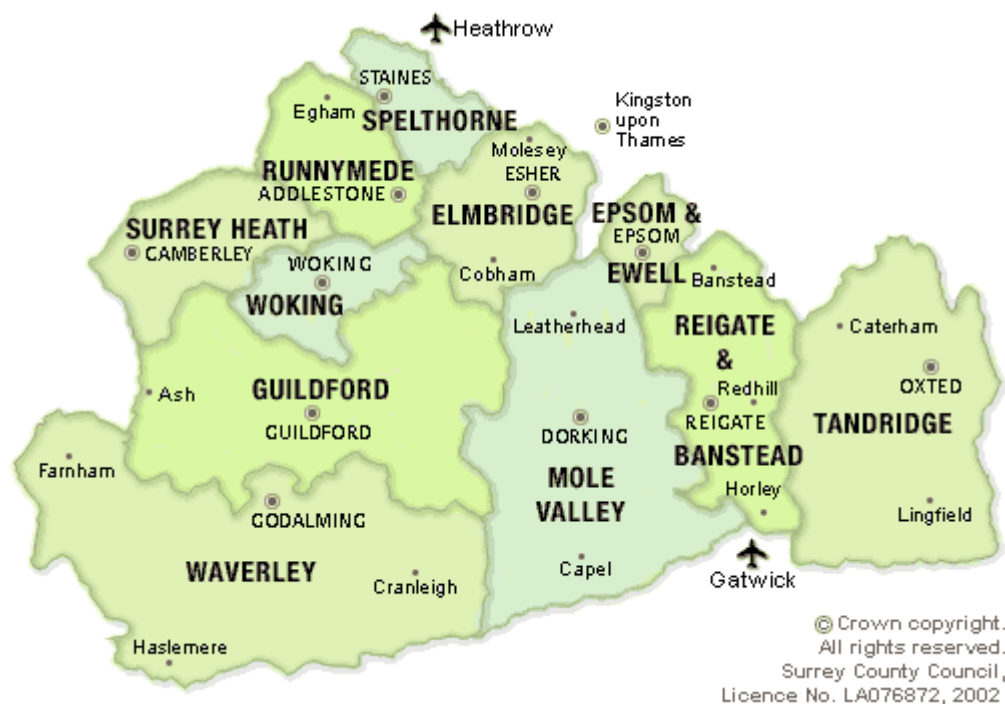 Heathrow
STAINES
Egham
SPELTHORNE
Kingston
upon
Thames
Molesey
RUNNYMEDE
ESHER
ADDLESTONE
ELMBRIDGE
EPSOM &
EPSOM
EWELL
SURREY HEATH
CAMBERLEY
WOKING
WOKING
Cobham
Banstead
Leatherhead
REIGATE
&
Caterham
Redhill
OXTED
Ash
GUILDFORD
GUILDFORD
REIGATE
TANDRIDGE
DORKING
BANSTEAD
Farnham
MOLE
VALLEY
Horley
GODALMING
Lingfield
WAVERLEY
Cranleigh
Capel
Gatwick
Haslemere
© Crown copyright.
All rights reserved.
Surrey County Council,
Licence No. LA076872, 2002